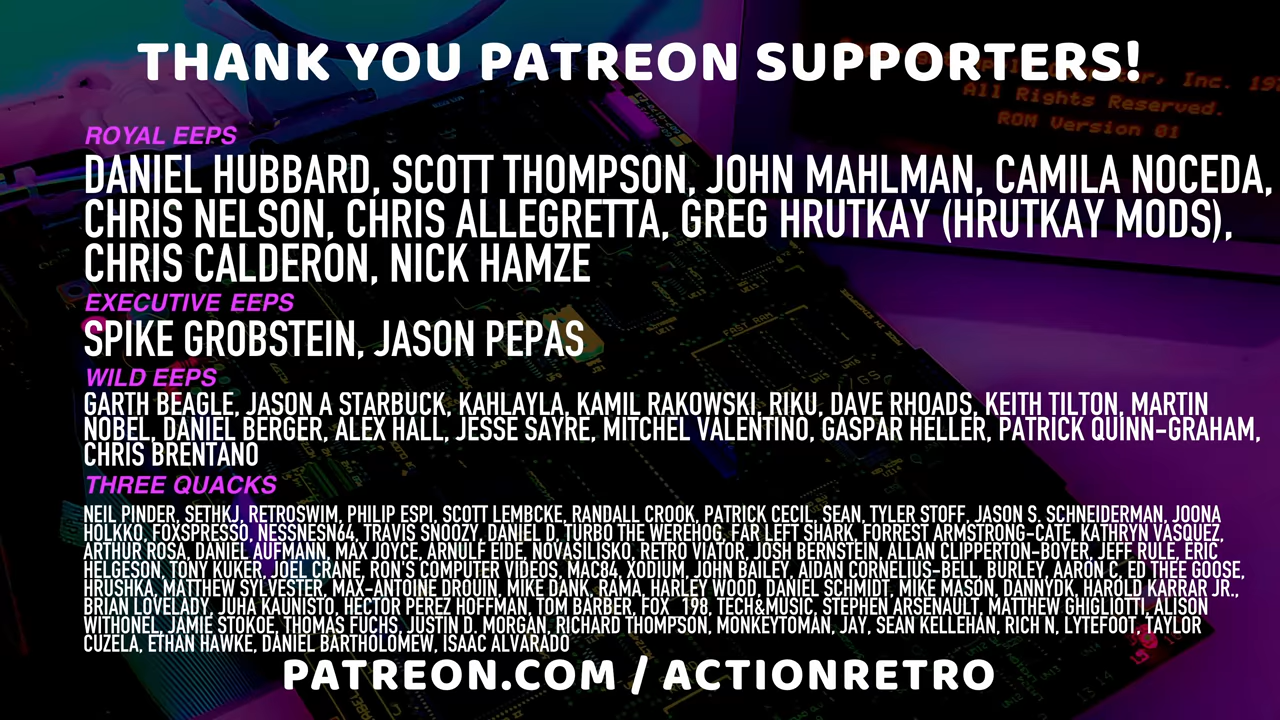 THANK YOU PATREON SUPPORTERS!
, Inc. 19
All Rights Reserved.
ROM Version 01
ROYAL EEPS
DANIEL HUBBARD, SCOTT THOMPSON, JOHN MAHLMAN, CAMILA NOCEDA,
CHRIS NELSON, CHRIS ALLEGRETTA, GREG HRUTKAY (HRUTKAY MODS),
CHRIS CALDERON, NICK HAMZE
EXECUTIVE EEPS
SPIKE GROBSTEIN, JASON PEPAS
FAST RAM
WILD EEPS
GARTH BEAGLE, JASON A STARBUCK, KAHLAYLA, KAMIL RAKOWSKI, RIKU, DAVE RHOADS, KEITH TILTON, MARTIN
NOBEL, DANIEL BERGER, ALEX HALL, JESSE SAYRE, MITCHEL VALENTINO, GASPAR HELLER, PATRICK QUINN-GRAHAM,
CHRIS BRENTANO
THREE QUACKS
NEIL PINDER, SETHKJ, RETROSWIM, PHILIP ESPI, SCOTT LEMBCKE, RANDALL CROOK, PATRICK CECIL, SEAN, TYLER STOFF, JASON S. SCHNEIDERMAN, JOONA
HOLKKO, FOXSPRESSO, NESSNESN64, TRAVIS SNOOZY, DANIEL D, TURBO THE WEREHOG, FAR LEFT SHARK, FORREST ARMSTRONG-CATE, KATHRYN VASQUEZ,
ARTHUR ROSA, DANIEL AUFMANN, MAX JOYCE, ARNULF EIDE, NOVASILISKO, RETRO VIATOR, JOSH BERNSTEIN, ALLAN CLIPPERTON-BOYER, JEFF RULE, ERIC
HELGESON, TONY KUKER, JOEL CRANE, RON'S COMPUTER VIDEOS, MAC84, XODIUM, JOHN BAILEY, AIDAN CORNELIUS-BELL, BURLEY, AARON C, ED THEE GOOSE,
HRUSHKA, MATTHEW SYLVESTER, MAX-ANTOINE DROUIN, MIKE DANK, RAMA, HARLEY WOOD, DANIEL SCHMIDT, MIKE MASON, DANNYDK, HAROLD KARRAR JR.,
BRIAN LOVELADY, JUHA KAUNISTO, HECTOR PEREZ HOFFMAN, TOM BARBER, FOX_198, TECH&MUSIC, STEPHEN ARSENAULT, MATTHEW GHIGLIOTTI, ALISON
WITHONEL, JAMIE STOKOE, THOMAS FUCHS, JUSTIN D. MORGAN, RICHARD THOMPSON, MONKEYTOMAN, JAY, SEAN KELLEHAN, RICH N, LYTEFOOT, TAYLOR
CUZELA, ETHAN HAWKE, DANIEL BARTHOLOMEW, ISAAC ALVARADO
PATREON.COM / ACTIONRETRO